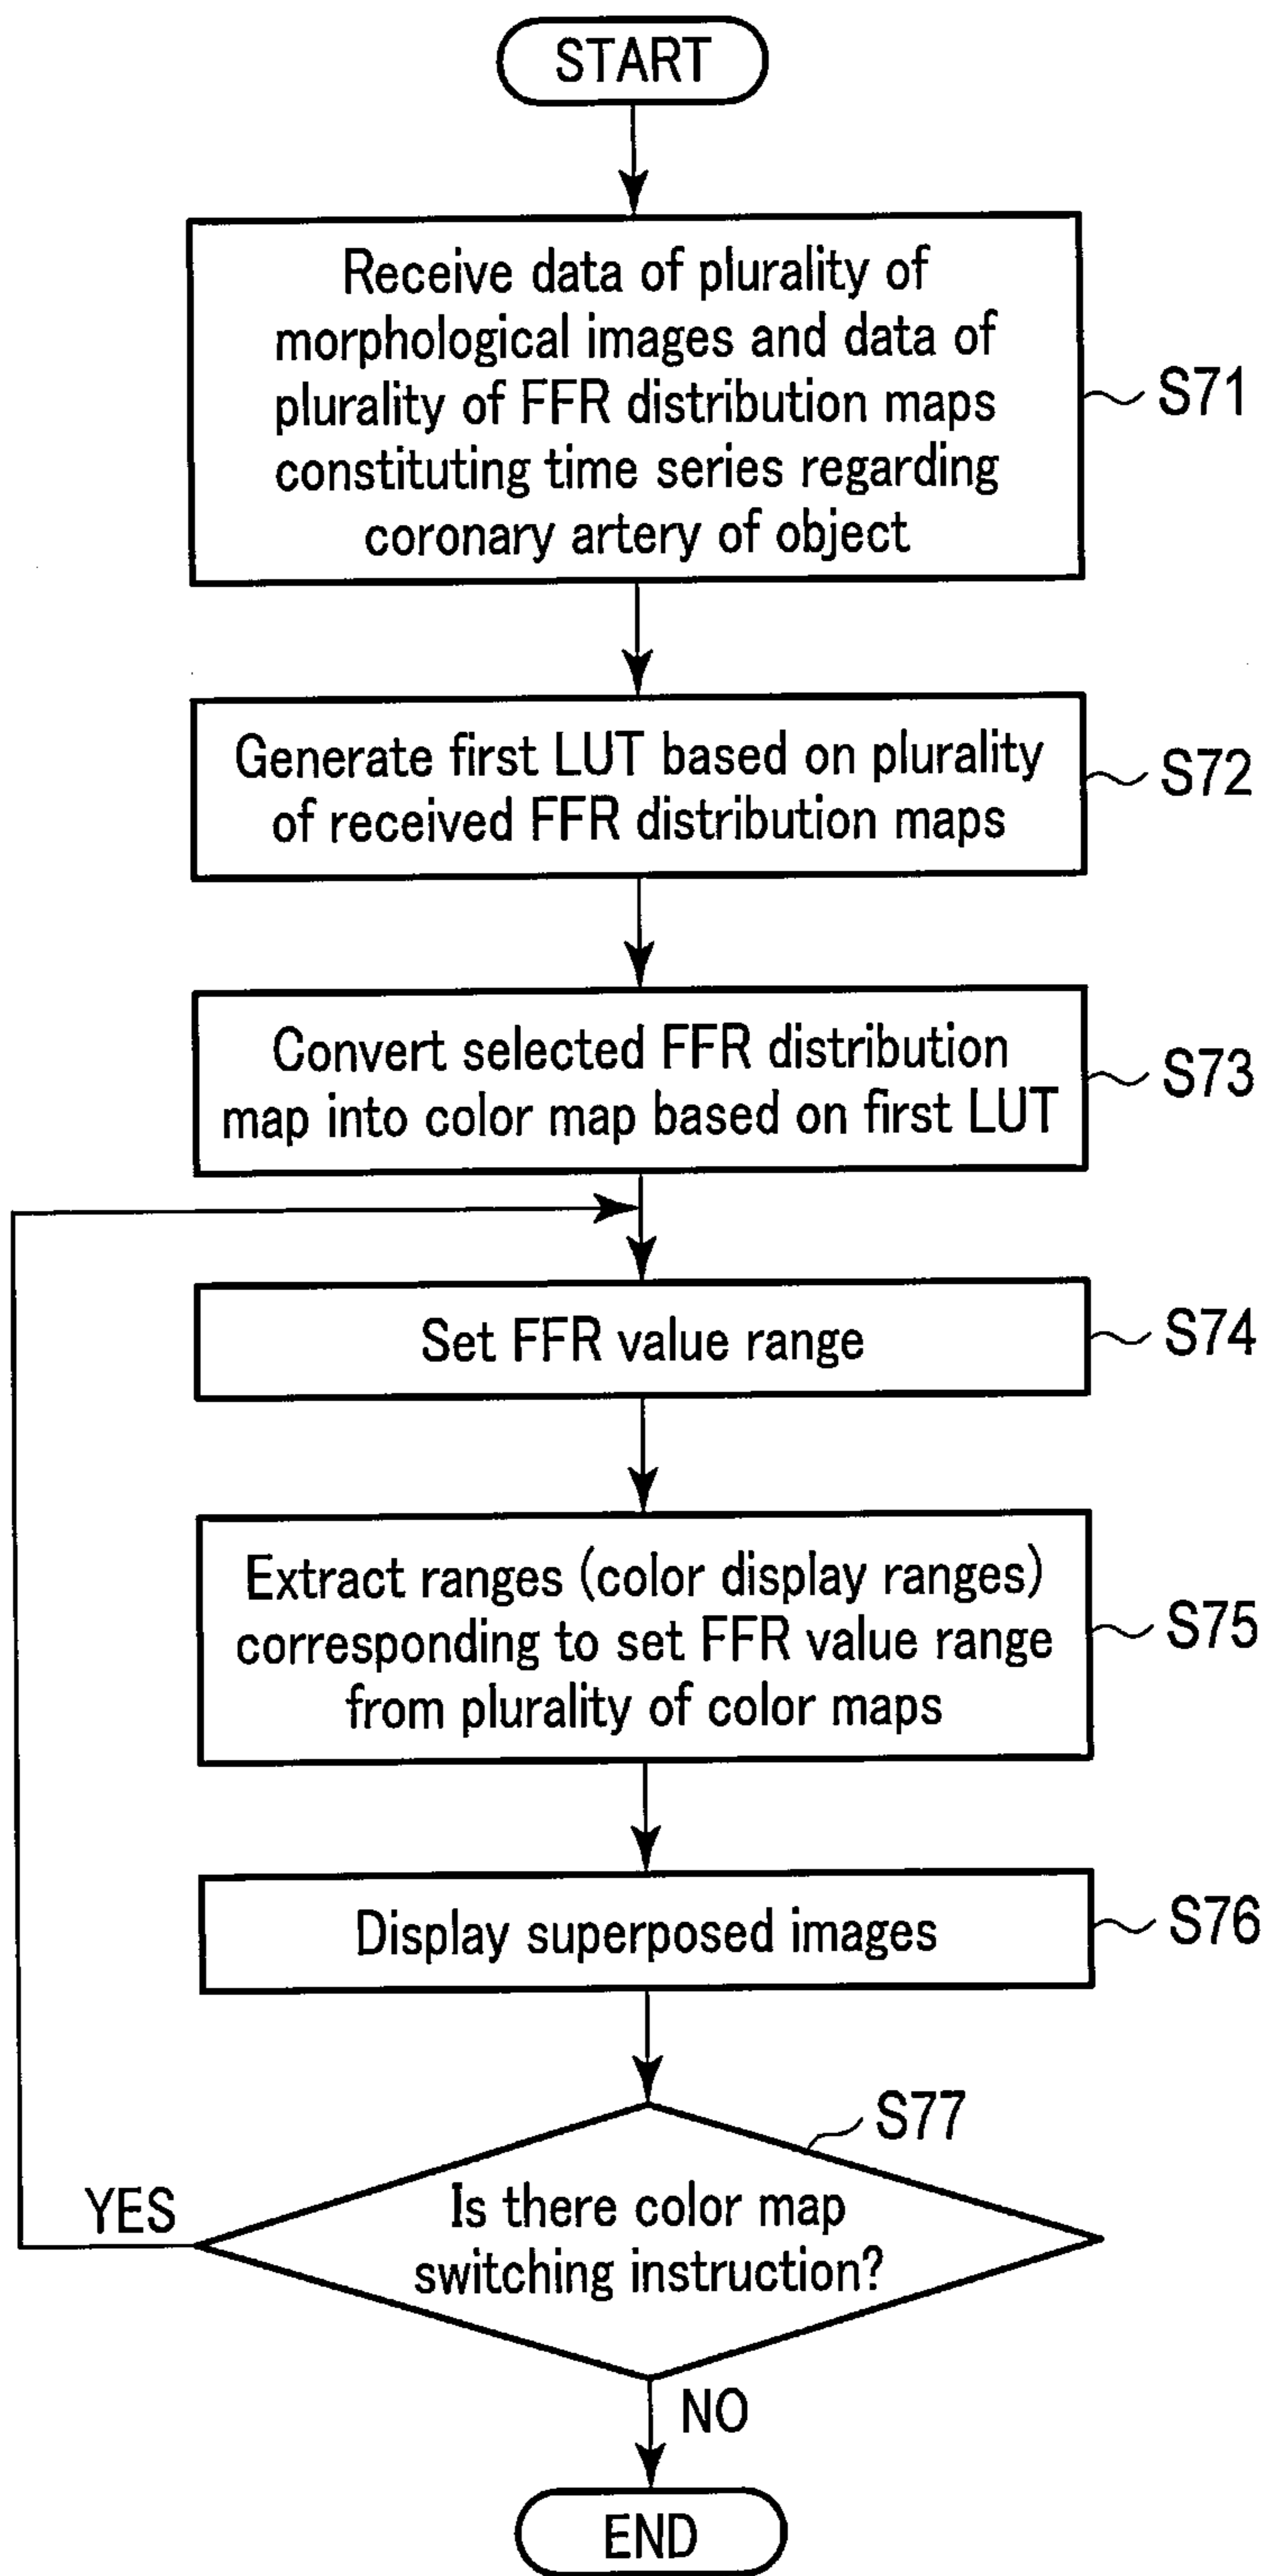 START
Receive data of plurality of
morphological images and data of
plurality of FFR distribution maps
constituting time series regarding
coronary artery of object
S71
Generate first LUT based on plurality
of received FFR distribution maps
S72
Convert selected FFR distribution
map into color map based on first LUT
S73
Set FFR value range
S74
Extract ranges (color display ranges)
corresponding to set FFR value range
from plurality of color maps
S75
Display superposed images
S76
S77
Is there color map
switching instruction?
YES
NO
END